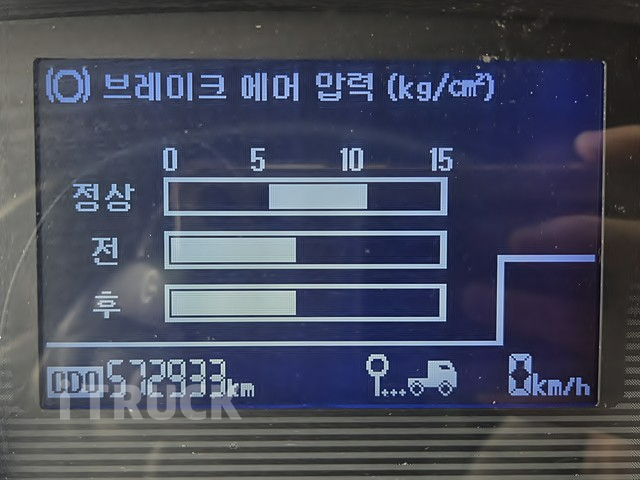 브레이크 에어 압력 (kg/cm²)
0 5 10 15
정상
전
후
ODO 572933km
0km/h
TTRUCK